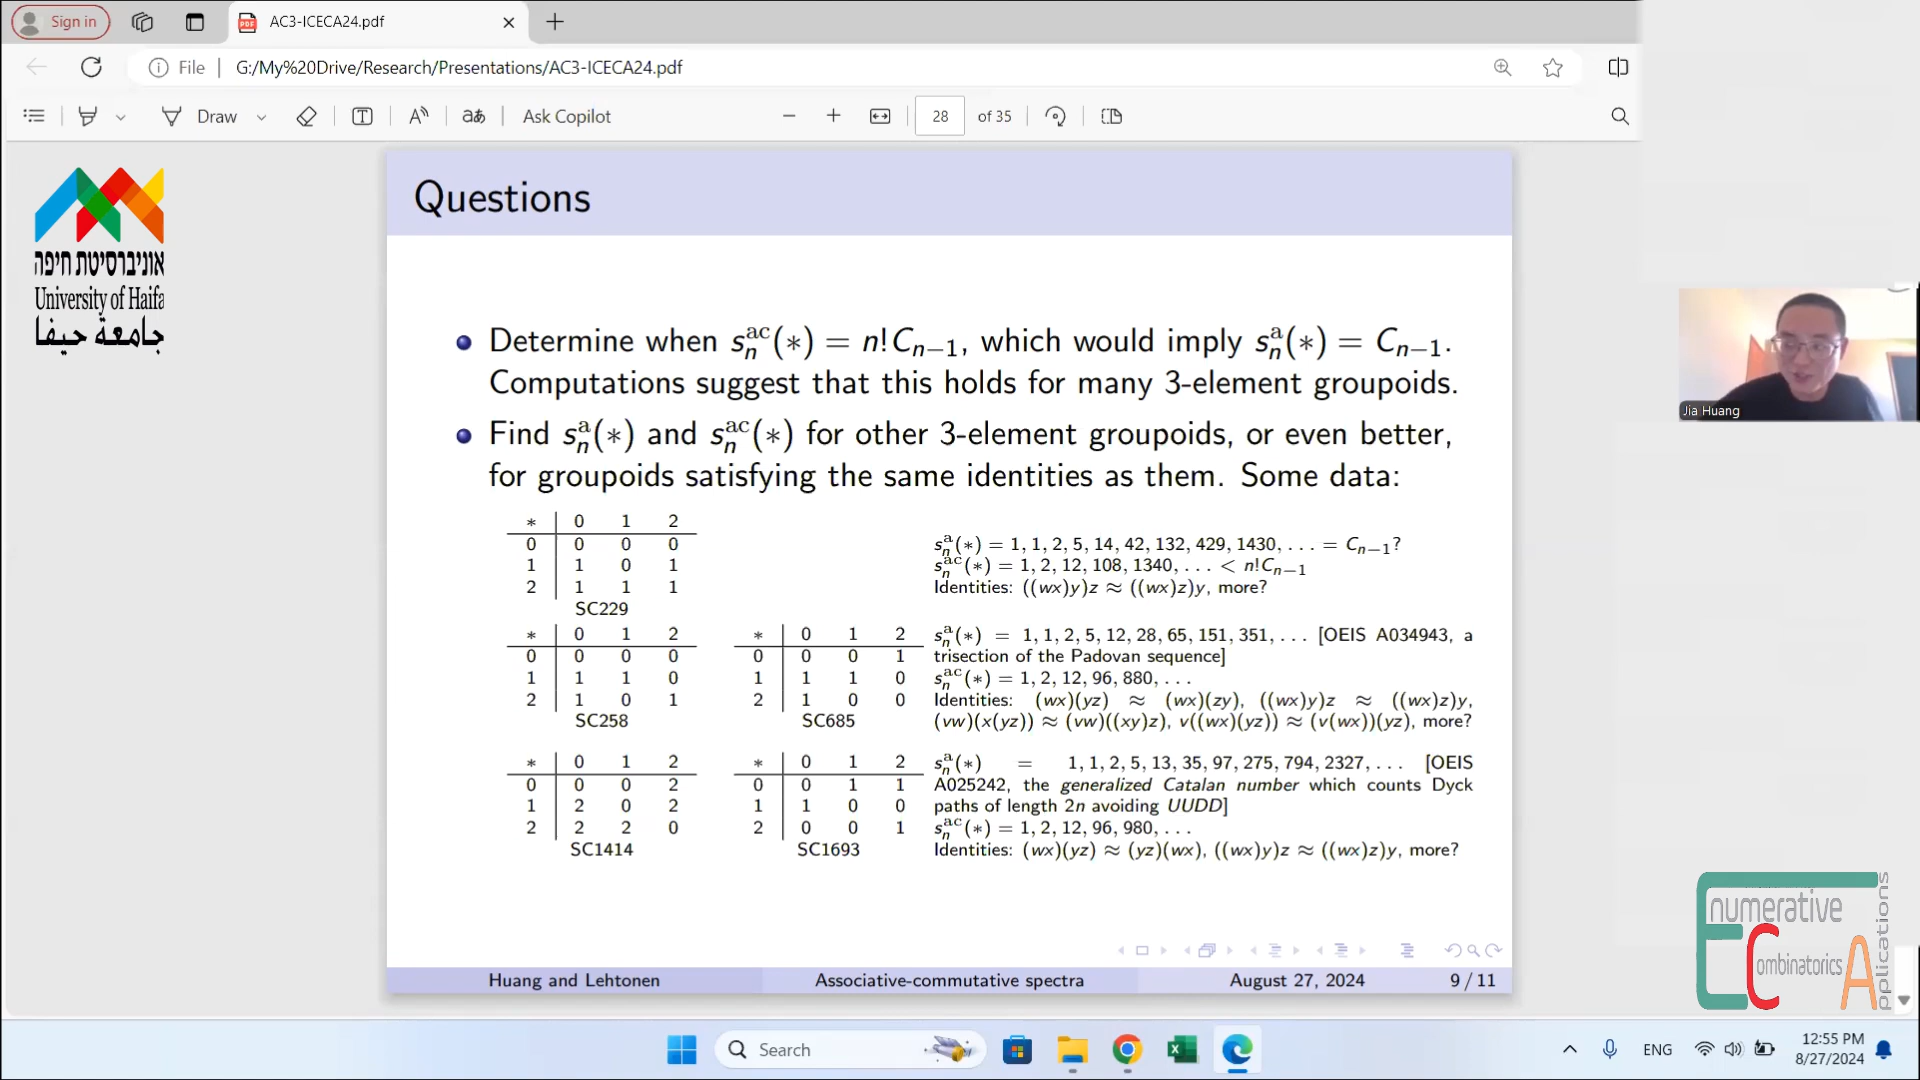 Sign in
AC3-ICECA24.pdf
File
G:/My%20Drive/Research/Presentations/AC3-ICECA24.pdf
Draw
Ask Copilot
28 of 35
אוניברסיטת חיפה
University of Haifa
جامعة حيفا
Questions
Determine when s_n^ac(∗) = n!C_{n−1}, which would imply s_n^a(∗) = C_{n−1}.
Computations suggest that this holds for many 3-element groupoids.
Find s_n^a(∗) and s_n^ac(∗) for other 3-element groupoids, or even better,
for groupoids satisfying the same identities as them. Some data:
∗ 0 1 2
0 0 0 0
1 1 0 1
2 1 1 1
SC229
s_n^a(∗) = 1, 1, 2, 5, 14, 42, 132, 429, 1430, . . . = C_{n−1}?
s_n^ac(∗) = 1, 2, 12, 108, 1340, . . . < n!C_{n−1}
Identities: ((wx)y)z ≈ ((wx)z)y, more?
∗ 0 1 2
0 0 0 0
1 1 1 0
2 1 0 1
SC258
∗ 0 1 2
0 0 0 1
1 1 1 0
2 1 0 0
SC685
s_n^a(∗) = 1, 1, 2, 5, 12, 28, 65, 151, 351, . . . [OEIS A034943, a
trisection of the Padovan sequence]
s_n^ac(∗) = 1, 2, 12, 96, 880, . . .
Identities: (wx)(yz) ≈ (wx)(zy), ((wx)y)z ≈ ((wx)z)y,
(vw)(x(yz)) ≈ (vw)((xy)z), v((wx)(yz)) ≈ (v(wx))(yz), more?
∗ 0 1 2
0 0 0 2
1 2 0 2
2 2 2 0
SC1414
∗ 0 1 2
0 0 1 1
1 1 0 0
2 0 0 1
SC1693
s_n^a(∗) = 1, 1, 2, 5, 13, 35, 97, 275, 794, 2327, . . . [OEIS
A025242, the generalized Catalan number which counts Dyck
paths of length 2n avoiding UUDD]
s_n^ac(∗) = 1, 2, 12, 96, 980, . . .
Identities: (wx)(yz) ≈ (yz)(wx), ((wx)y)z ≈ ((wx)z)y, more?
Huang and Lehtonen
Associative-commutative spectra
August 27, 2024
9 / 11
Jia Huang
Enumerative
Combinatorics
Applications
Search
ENG
12:55 PM
8/27/2024